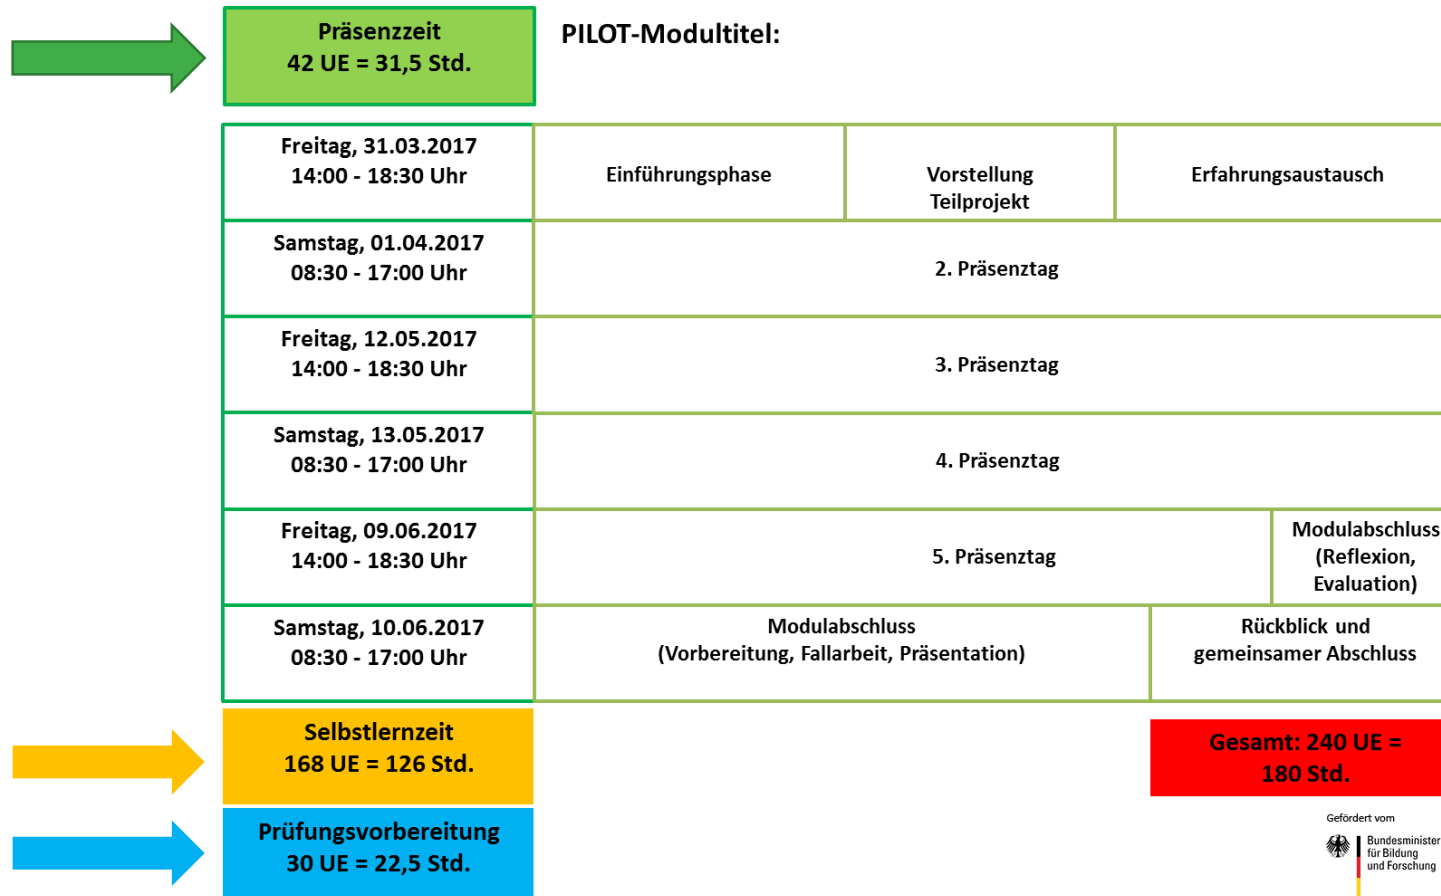 Präsenzzeit
42 UE = 31,5 Std.
PILOT-Modultitel:
Freitag, 31.03.2017
14:00 - 18:30 Uhr
Einführungsphase
Vorstellung
Teilprojekt
Erfahrungsaustausch
Samstag, 01.04.2017
08:30 - 17:00 Uhr
2. Präsenztag
Freitag, 12.05.2017
14:00 - 18:30 Uhr
3. Präsenztag
Samstag, 13.05.2017
08:30 - 17:00 Uhr
4. Präsenztag
Freitag, 09.06.2017
14:00 - 18:30 Uhr
5. Präsenztag
Modulabschluss
(Reflexion,
Evaluation)
Samstag, 10.06.2017
08:30 - 17:00 Uhr
Modulabschluss
(Vorbereitung, Fallarbeit, Präsentation)
Rückblick und
gemeinsamer Abschluss
Selbstlernzeit
168 UE = 126 Std.
Gesamt: 240 UE =
180 Std.
Prüfungsvorbereitung
30 UE = 22,5 Std.
Gefördert vom
Bundesminister
für Bildung
und Forschung